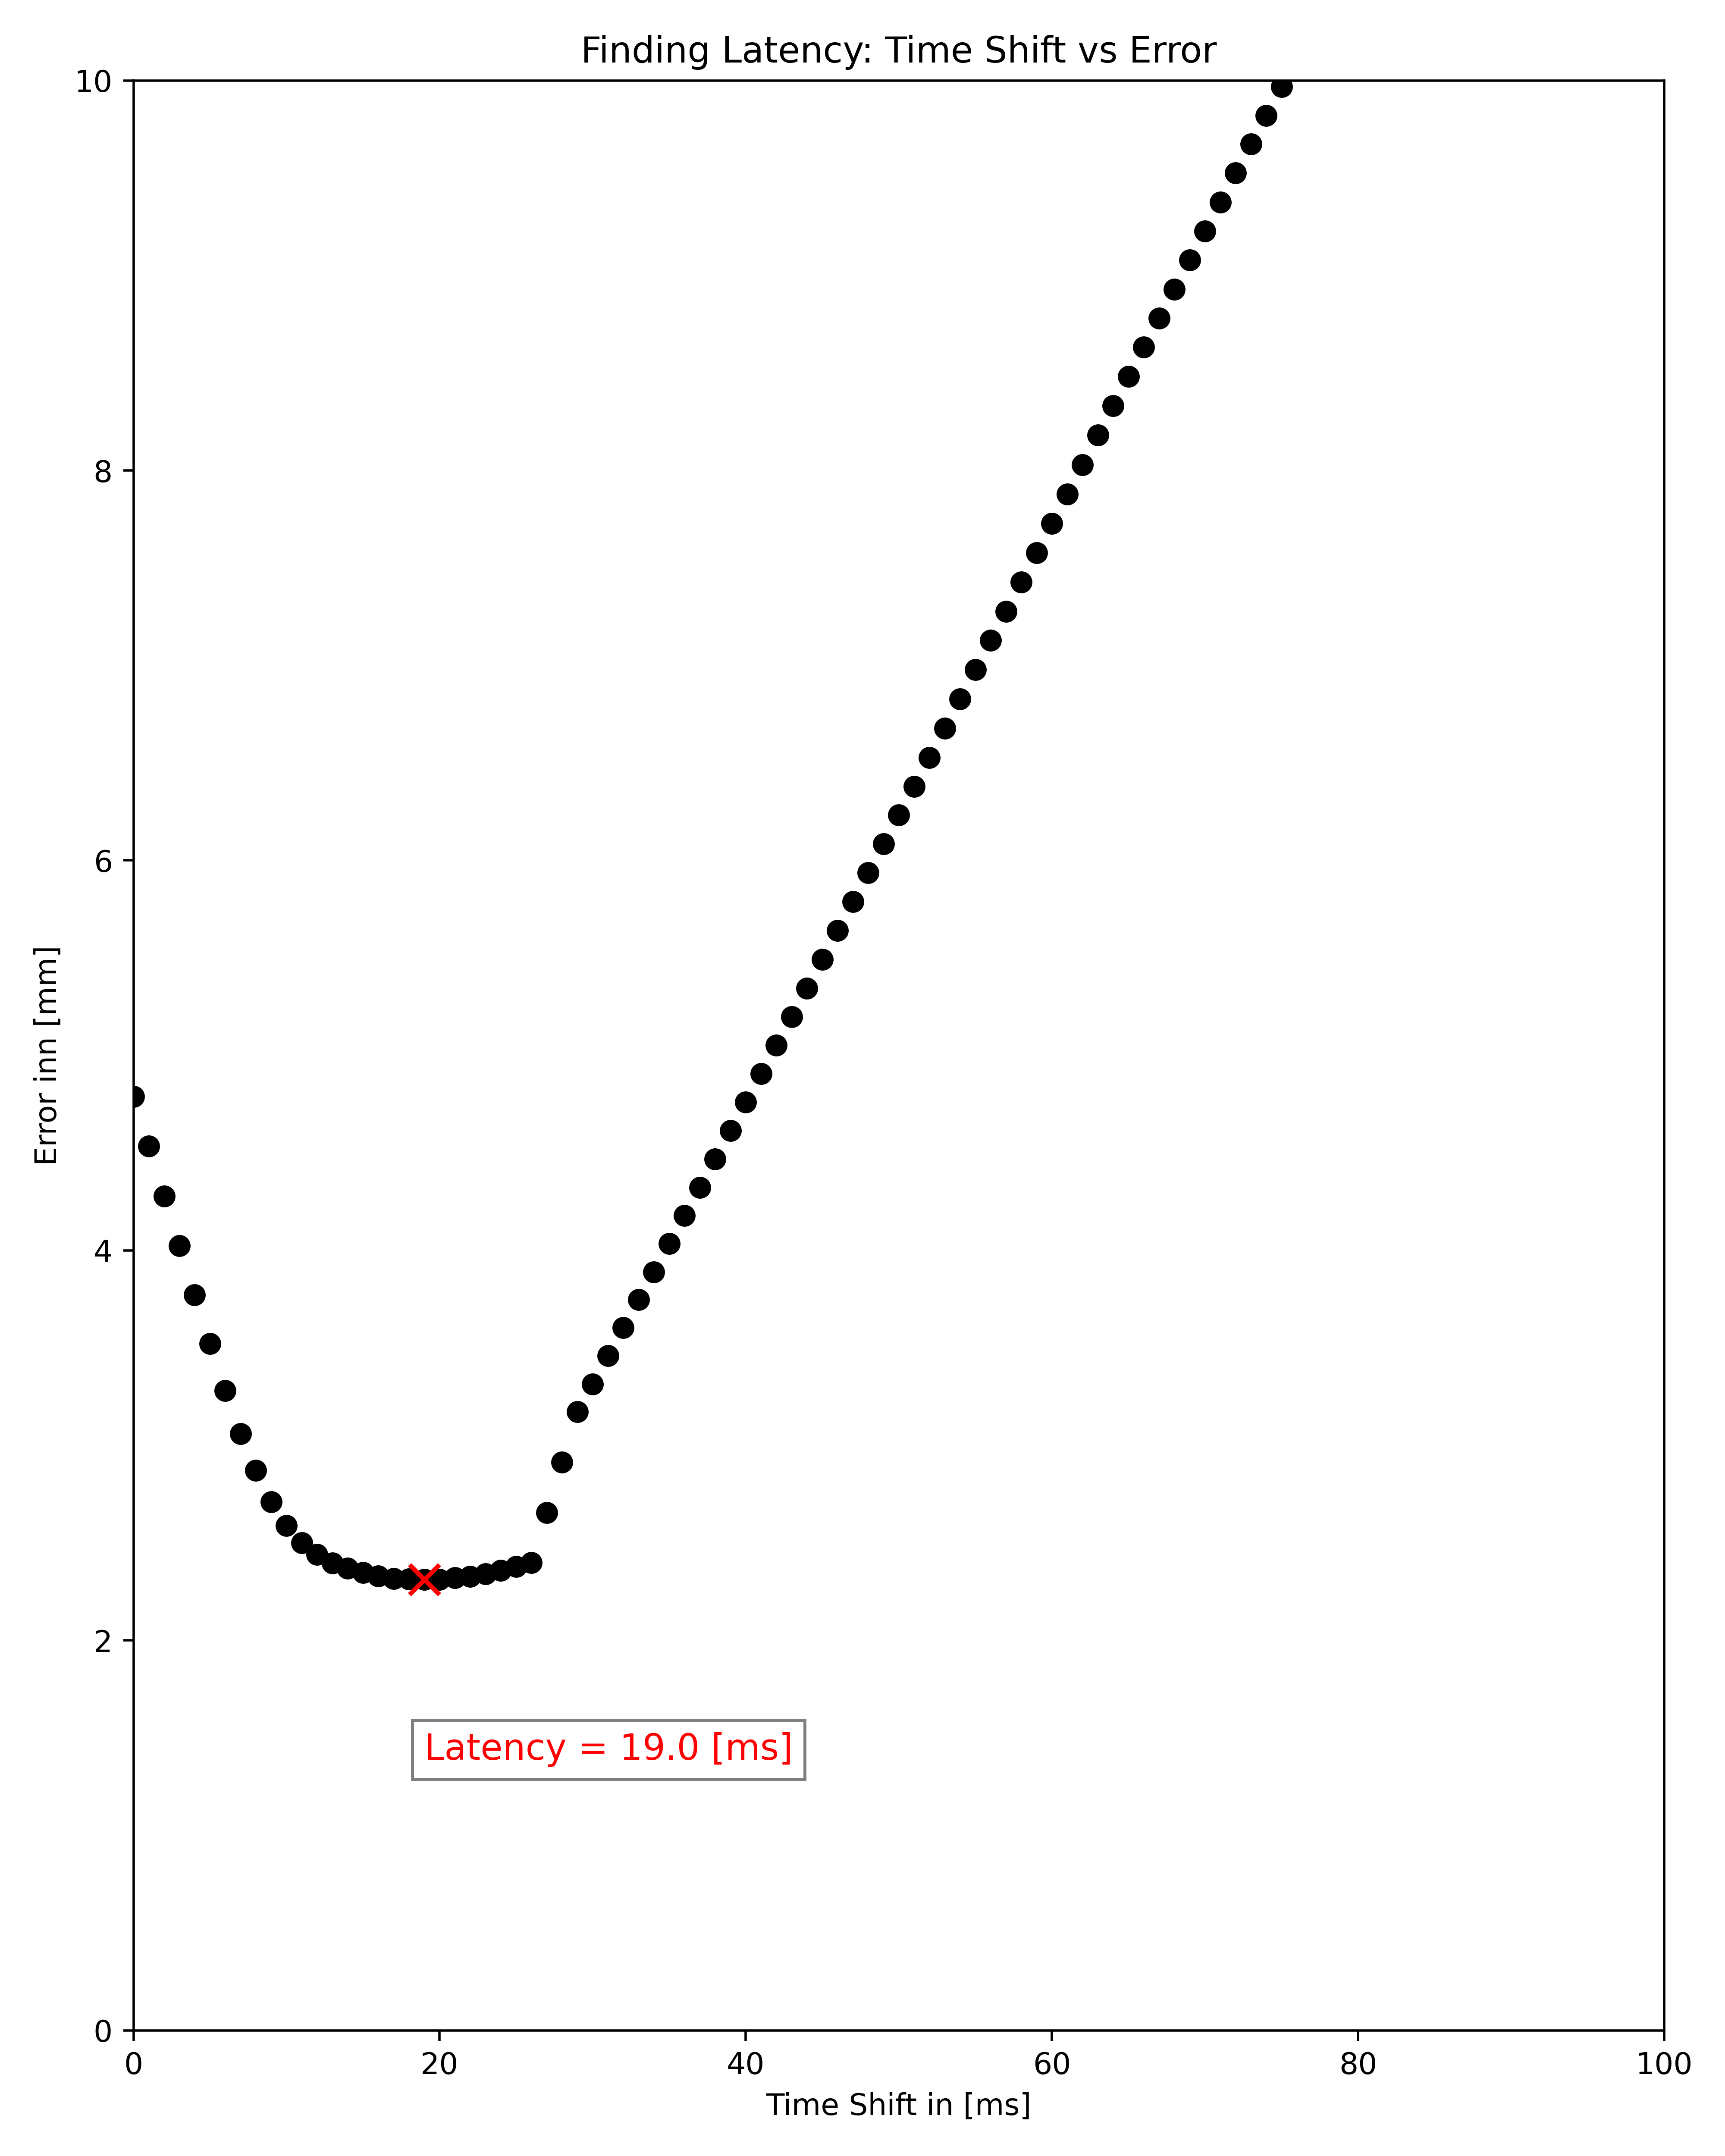 Finding Latency: Time Shift vs Error
10
8
6
4
2
0
Error inn [mm]
Latency = 19.0 [ms]
0 20 40 60 80 100
Time Shift in [ms]